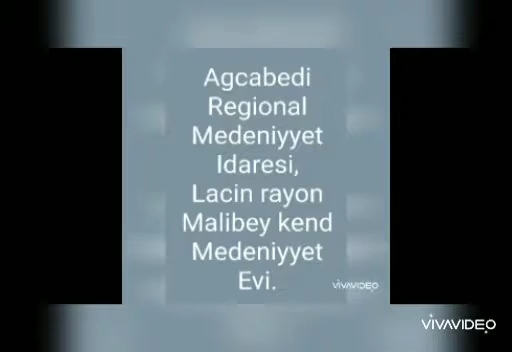 Agcabedi
Regional
Medeniyyet
Idaresi,
Lacin rayon
Malibey kend
Medeniyyet
Evi.
VIVAVIDEO
VIVAVIDEO